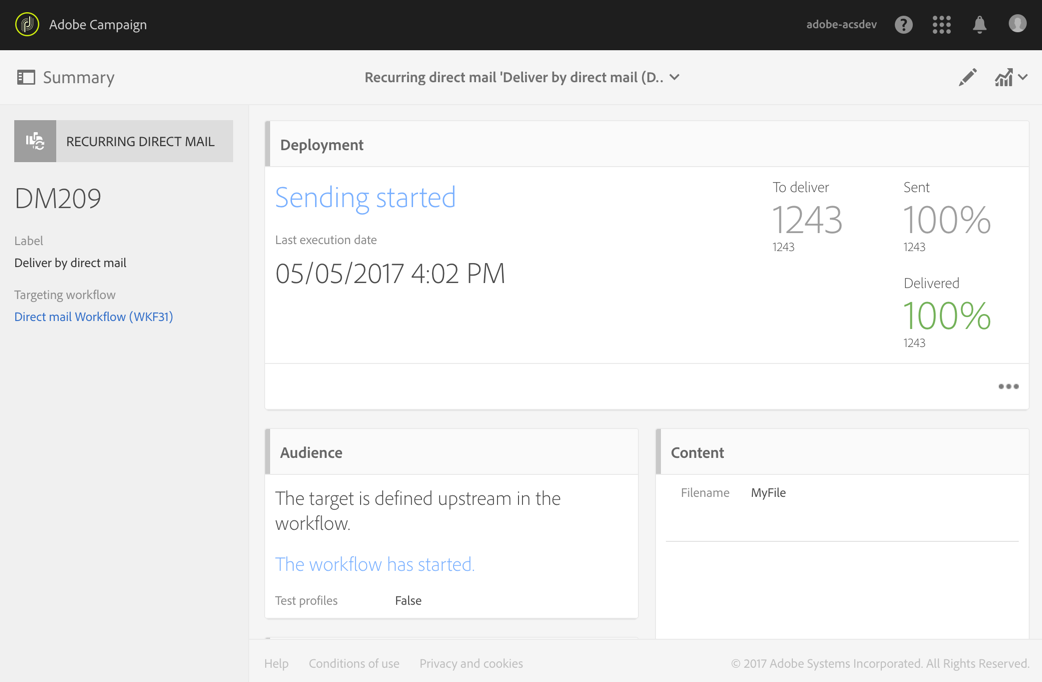 Adobe Campaign
adobe-acsdev
Summary
Recurring direct mail 'Deliver by direct mail (D..
RECURRING DIRECT MAIL
DM209
Label
Deliver by direct mail
Targeting workflow
Direct mail Workflow (WKF31)
Deployment
Sending started
Last execution date
05/05/2017 4:02 PM
To deliver
1243
1243
Sent
100%
1243
Delivered
100%
1243
Audience
The target is defined upstream in the
workflow.
The workflow has started.
Test profiles False
Content
Filename MyFile
Help Conditions of use Privacy and cookies
© 2017 Adobe Systems Incorporated. All Rights Reserved.